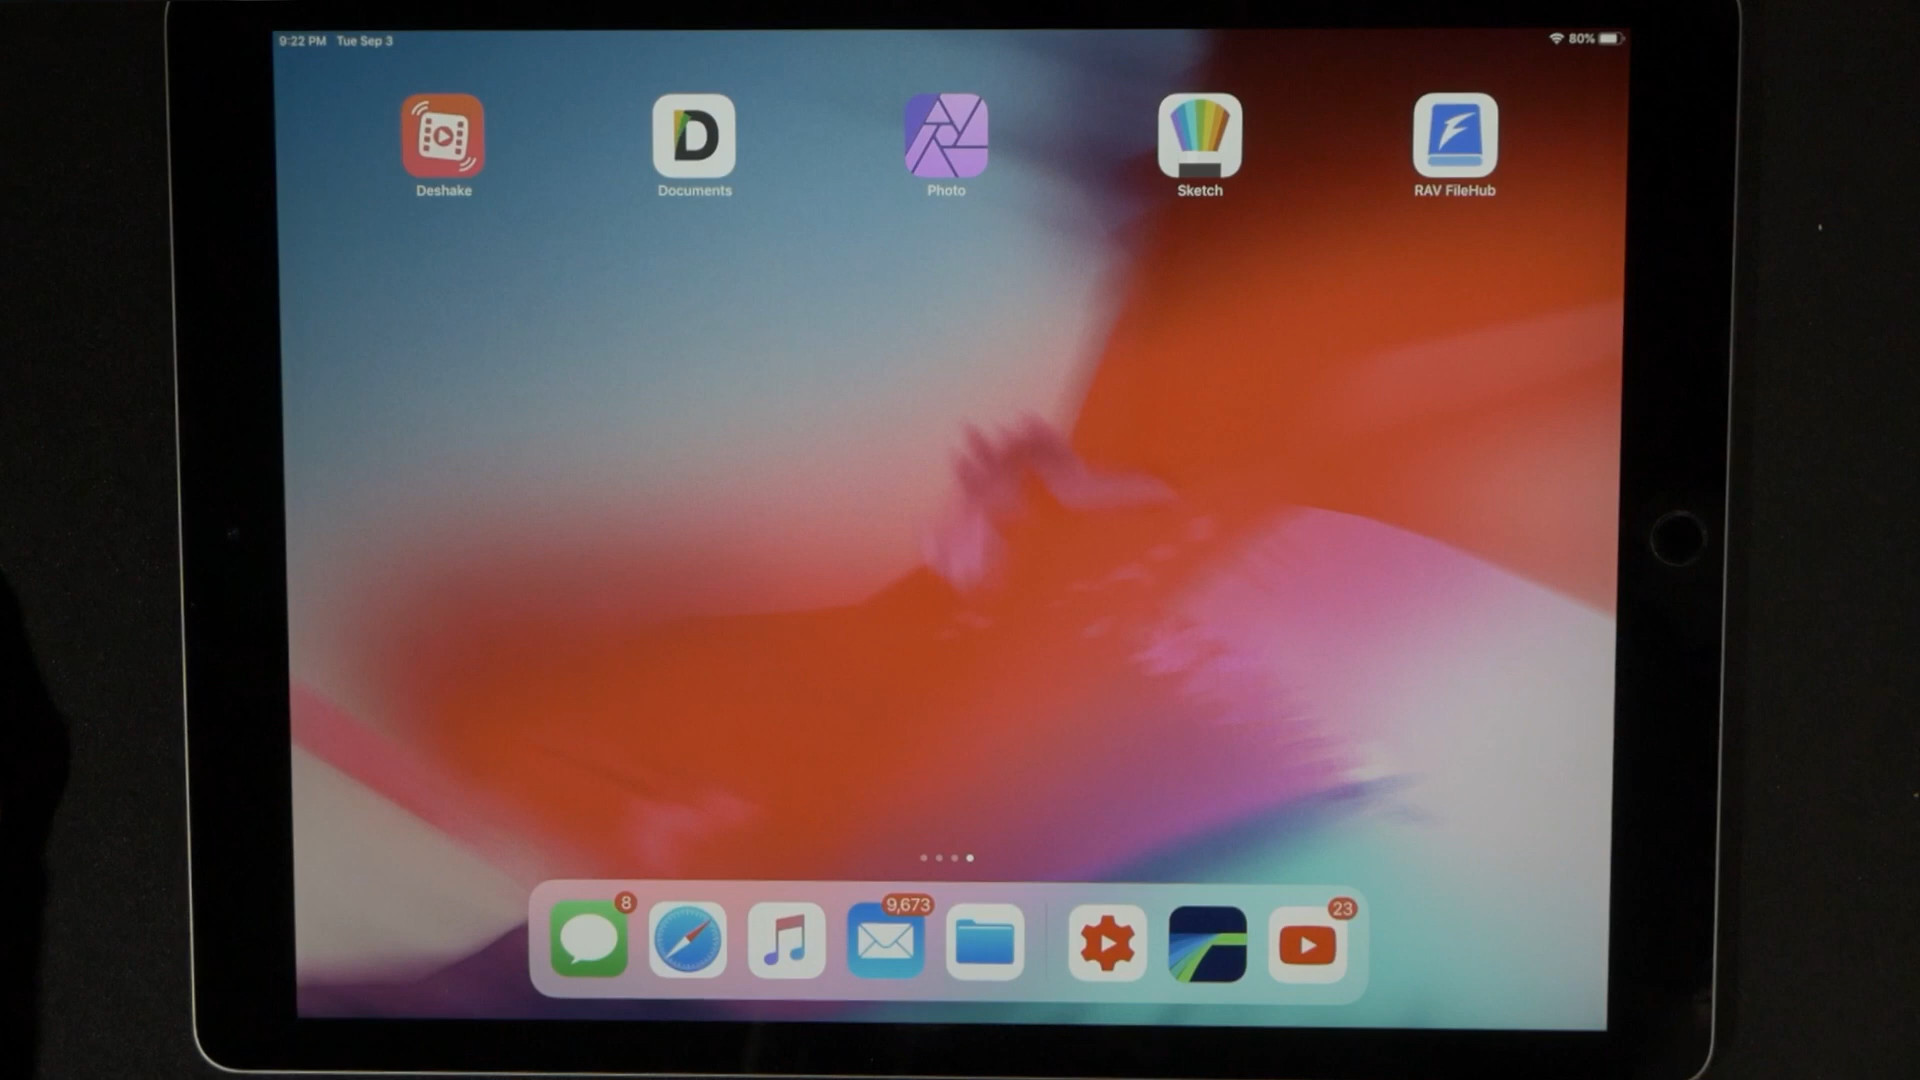 9:22 PM Tue Sep 3
80%
Deshake
D
Documents
Photo
Sketch
RAV FileHub
8
9,673
23